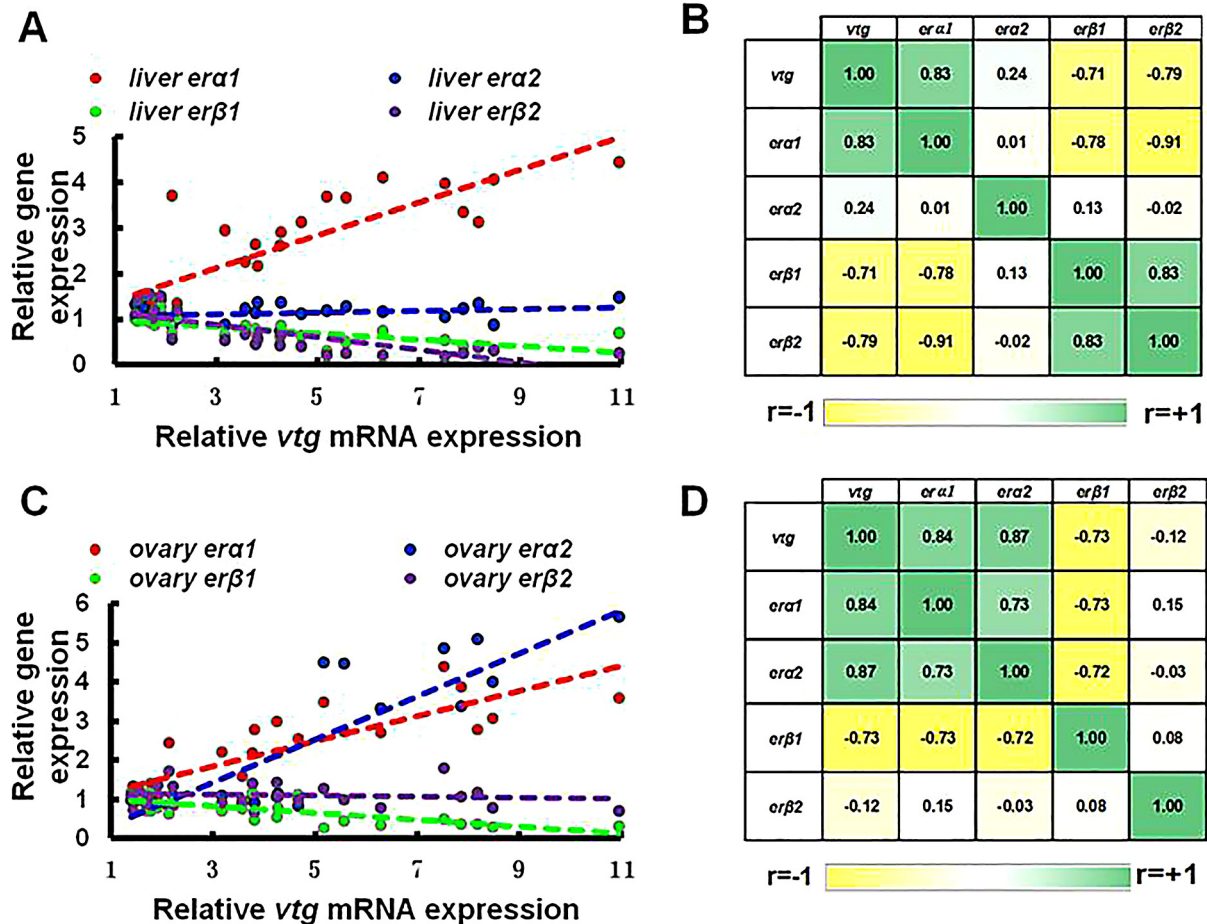 A
liver erα1
liver erα2
liver erβ1
liver erβ2
5
4
3
2
1
0
Relative gene
expression
1 3 5 7 9 11
Relative vtg mRNA expression
B
vtg erα1 erα2 erβ1 erβ2
vtg 1.00 0.83 0.24 -0.71 -0.79
erα1 0.83 1.00 0.01 -0.78 -0.91
erα2 0.24 0.01 1.00 0.13 -0.02
erβ1 -0.71 -0.78 0.13 1.00 0.83
erβ2 -0.79 -0.91 -0.02 0.83 1.00
r=-1 r=+1
C
ovary erα1
ovary erα2
ovary erβ1
ovary erβ2
6
5
4
3
2
1
0
Relative gene
expression
1 3 5 7 9 11
Relative vtg mRNA expression
D
vtg erα1 erα2 erβ1 erβ2
vtg 1.00 0.84 0.87 -0.73 -0.12
erα1 0.84 1.00 0.73 -0.73 0.15
erα2 0.87 0.73 1.00 -0.72 -0.03
erβ1 -0.73 -0.73 -0.72 1.00 0.08
erβ2 -0.12 0.15 -0.03 0.08 1.00
r=-1 r=+1